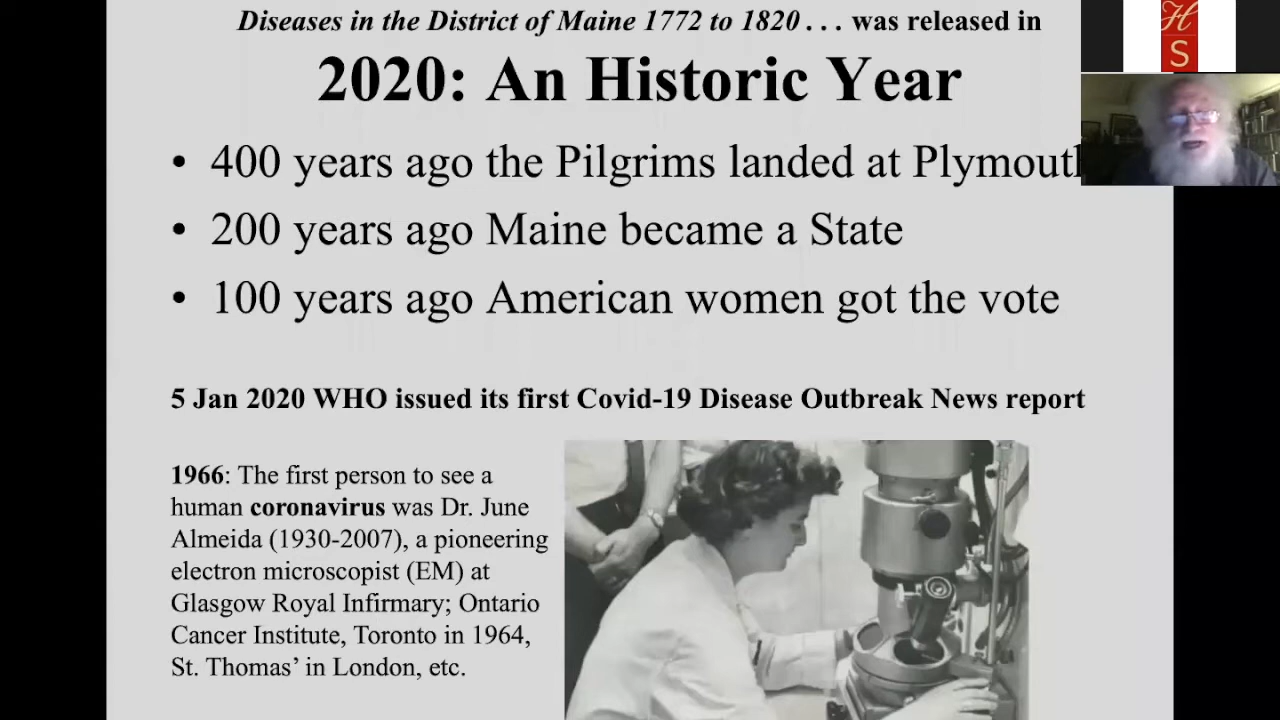 Diseases in the District of Maine 1772 to 1820 . . . was released in
2020: An Historic Year
• 400 years ago the Pilgrims landed at Plymouth
• 200 years ago Maine became a State
• 100 years ago American women got the vote
5 Jan 2020 WHO issued its first Covid-19 Disease Outbreak News report
1966: The first person to see a
human coronavirus was Dr. June
Almeida (1930-2007), a pioneering
electron microscopist (EM) at
Glasgow Royal Infirmary; Ontario
Cancer Institute, Toronto in 1964,
St. Thomas’ in London, etc.
H
S